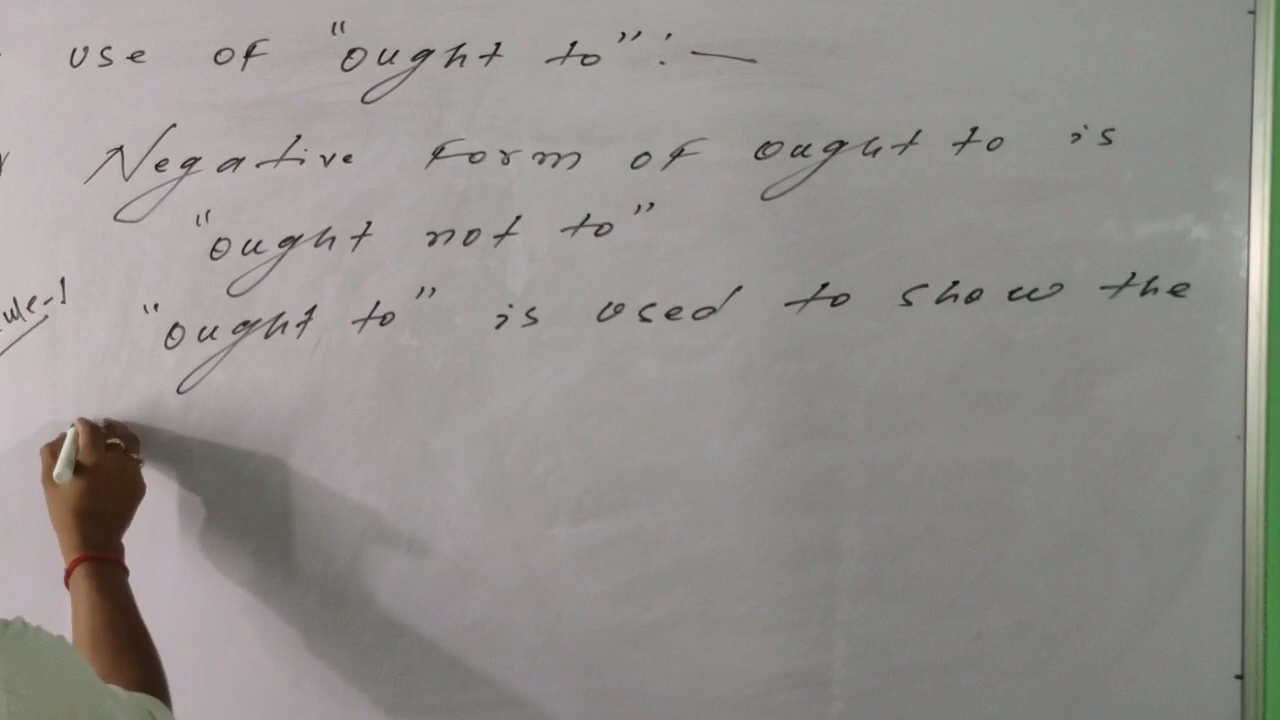 use of "ought to" :—
Negative form of ought to is
"ought not to"
"ought to" is used to show the